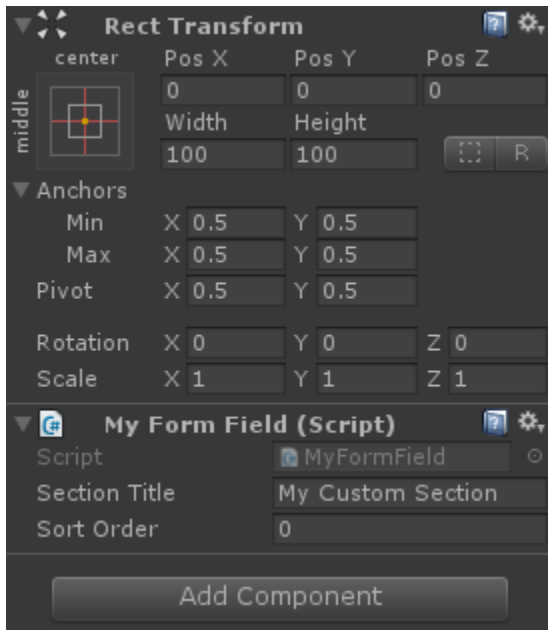 Rect Transform
center Pos X Pos Y Pos Z
middle
0 0 0
Width Height
100 100 R
Anchors
Min X 0.5 Y 0.5
Max X 0.5 Y 0.5
Pivot X 0.5 Y 0.5
Rotation X 0 Y 0 Z 0
Scale X 1 Y 1 Z 1
C# My Form Field (Script)
Script MyFormField
Section Title My Custom Section
Sort Order 0
Add Component